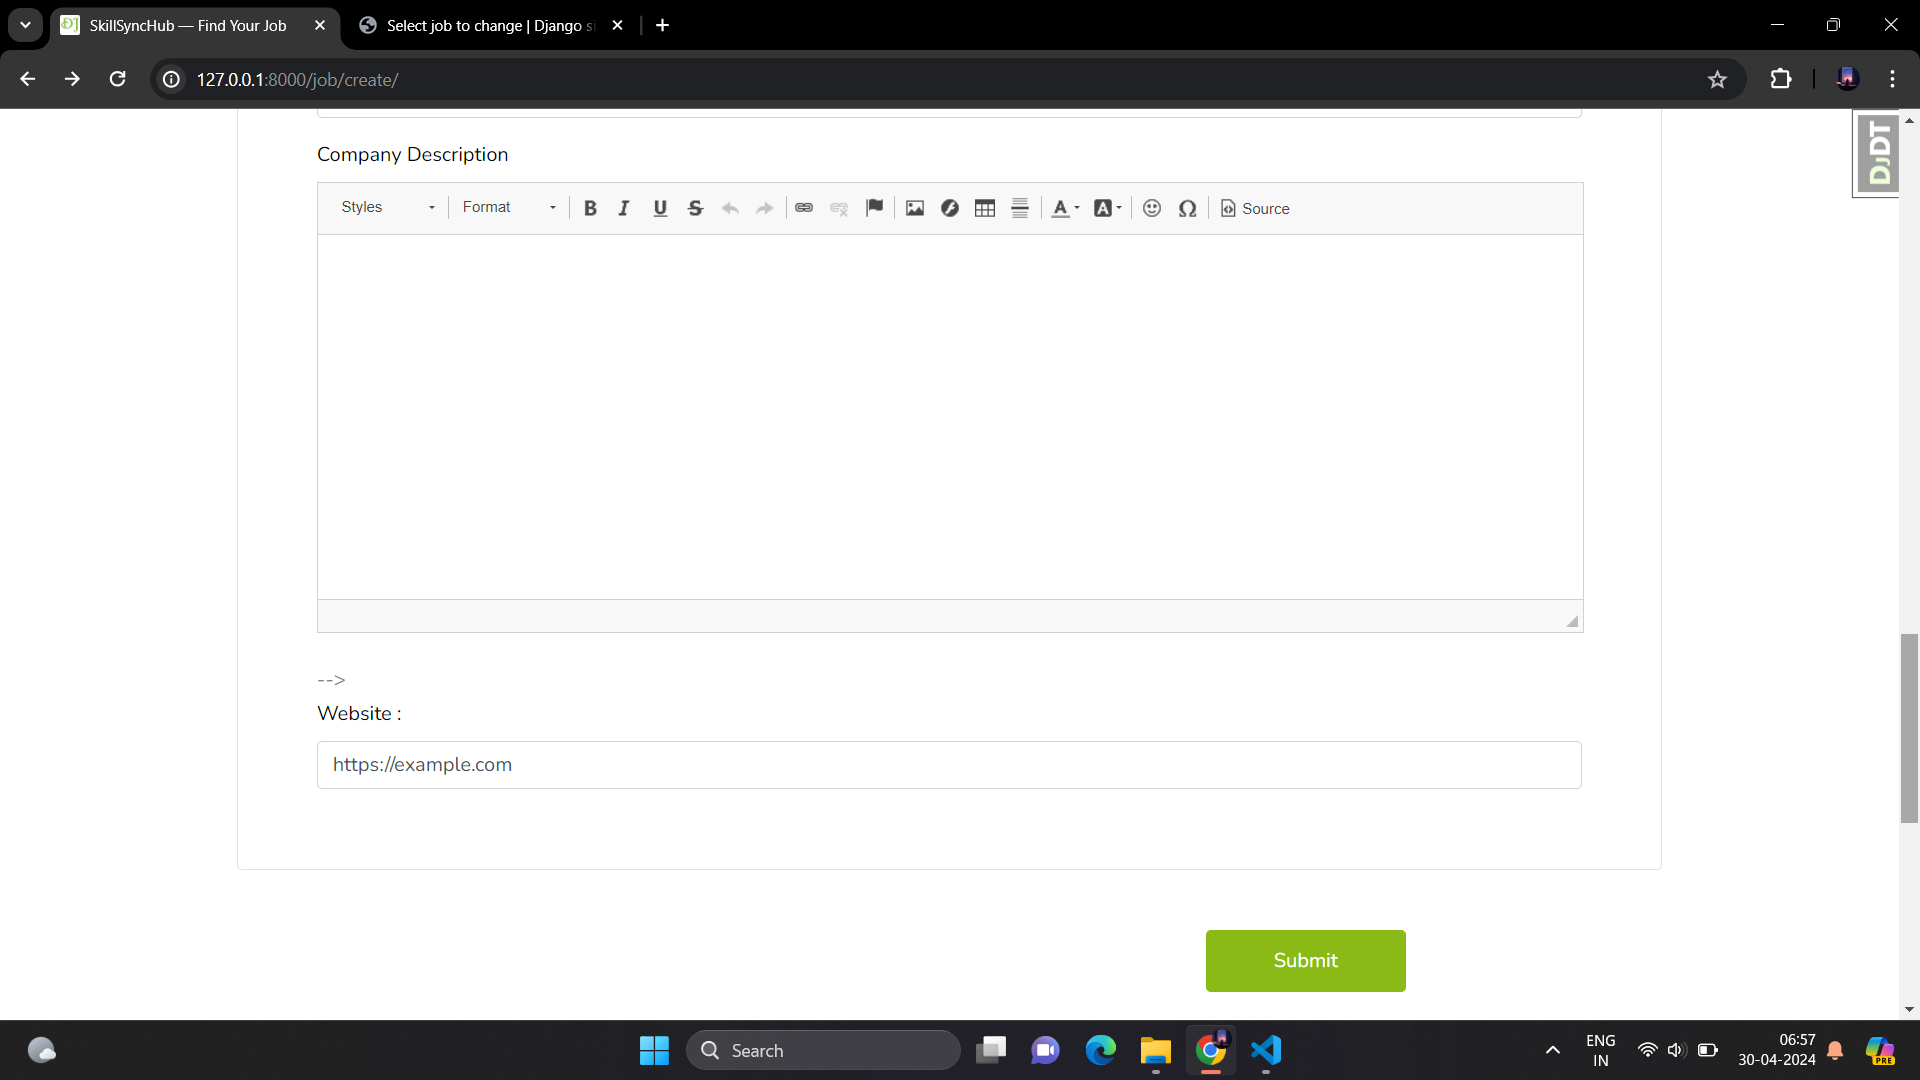 SkillSyncHub — Find Your Job
Select job to change | Django si
127.0.0.1:8000/job/create/
DJDT
Company Description
Styles Format B I U S A A Ω Source
-->
Website :
https://example.com
Submit
Search
ENG
IN
06:57
30-04-2024
PRE